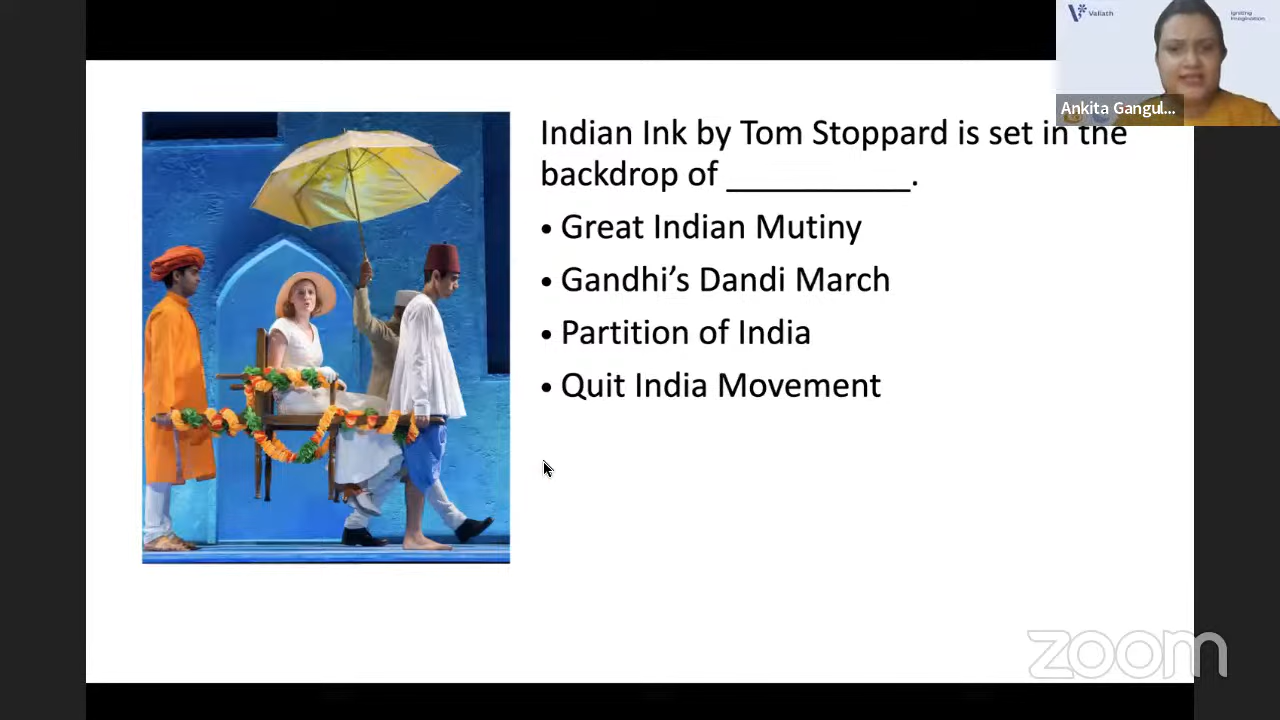 Valiath
Igniting
Imagination
Ankita Gangul...
Indian Ink by Tom Stoppard is set in the
backdrop of ___________.
• Great Indian Mutiny
• Gandhi’s Dandi March
• Partition of India
• Quit India Movement
zoom